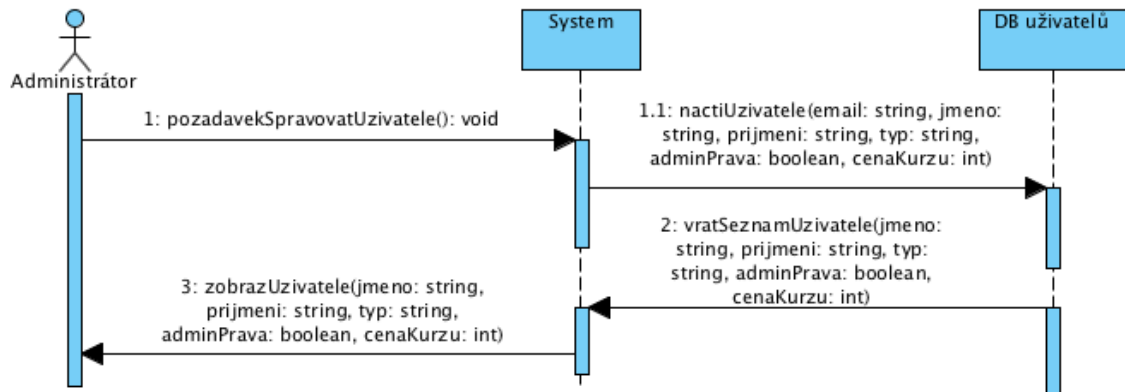 System
DB uživatelů
Administrátor
1: pozadavekSpravovatUzivatele(): void
1.1: nactiUzivatele(email: string, jmeno:
string, prijmeni: string, typ: string,
adminPrava: boolean, cenaKurzu: int)
2: vratSeznamUzivatele(jmeno:
string, prijmeni: string, typ:
string, adminPrava: boolean,
cenaKurzu: int)
3: zobrazUzivatele(jmeno: string,
prijmeni: string, typ: string,
adminPrava: boolean, cenaKurzu: int)